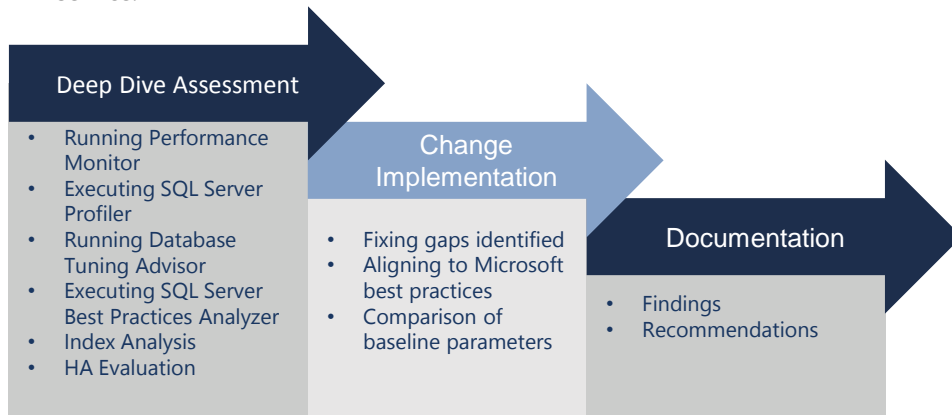 Deep Dive Assessment
• Running Performance
Monitor
• Executing SQL Server
Profiler
• Running Database
Tuning Advisor
• Executing SQL Server
Best Practices Analyzer
• Index Analysis
• HA Evaluation
Change
Implementation
• Fixing gaps identified
• Aligning to Microsoft
best practices
• Comparison of
baseline parameters
Documentation
• Findings
• Recommendations